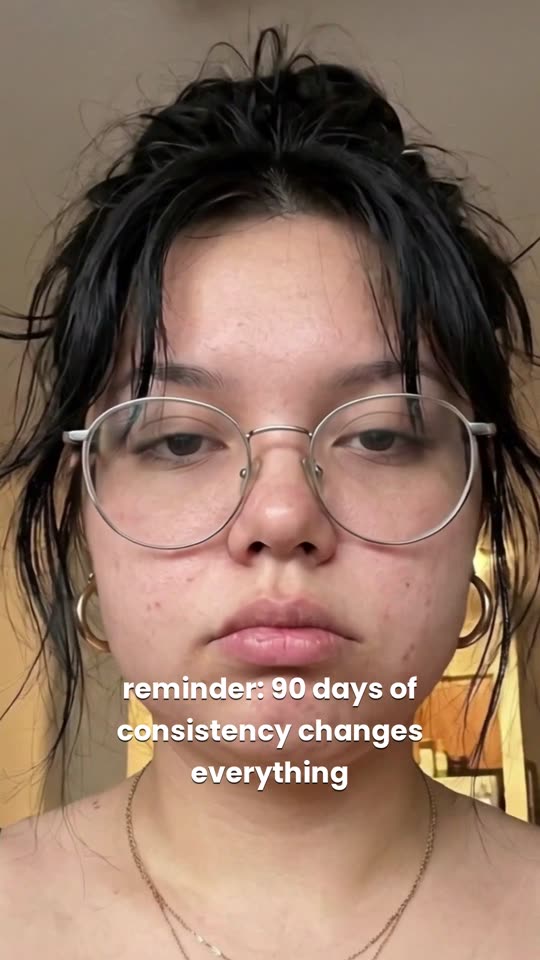 reminder: 90 days of
consistency changes
everything